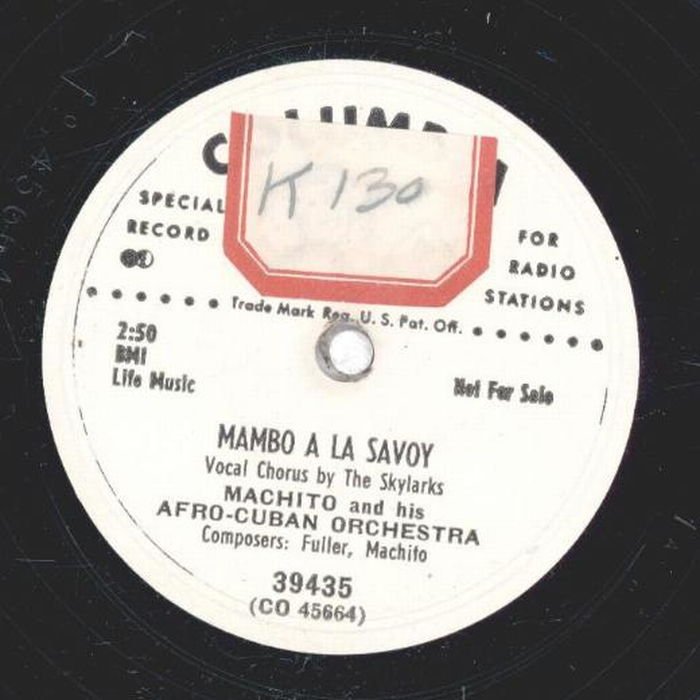 K 130
SPECIAL
RECORD
FOR
RADIO
STATIONS
Trade Mark Reg. U. S. Pat. Off.
2:50
BMI
Life Music
Not For Sale
MAMBO A LA SAVOY
Vocal Chorus by The Skylarks
MACHITO and his
AFRO-CUBAN ORCHESTRA
Composers: Fuller, Machito
39435
(CO 45664)